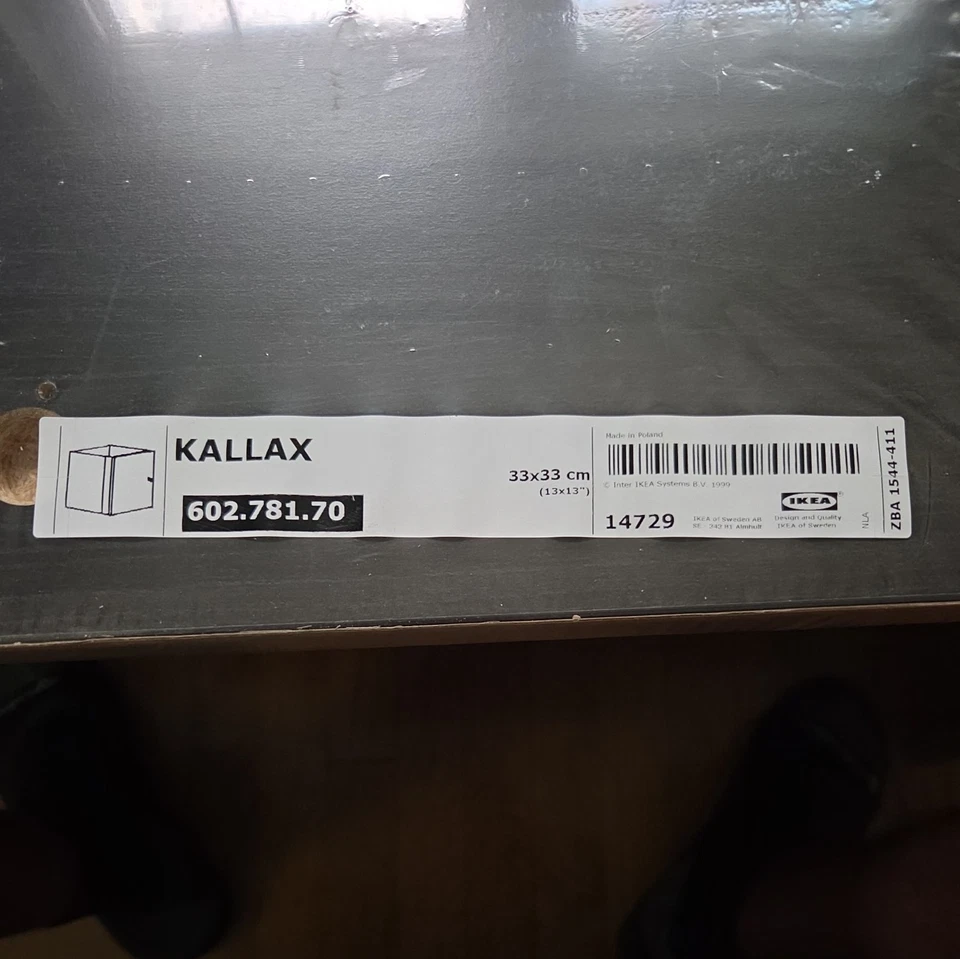 KALLAX
602.781.70
33x33 cm
(13x13")
Made in Poland
© Inter IKEA Systems B.V. 1999
14729
IKEA of Sweden AB
SE - 343 81 Älmhult
IKEA®
Design and Quality
IKEA of Sweden
NLA
ZBA 1544-411